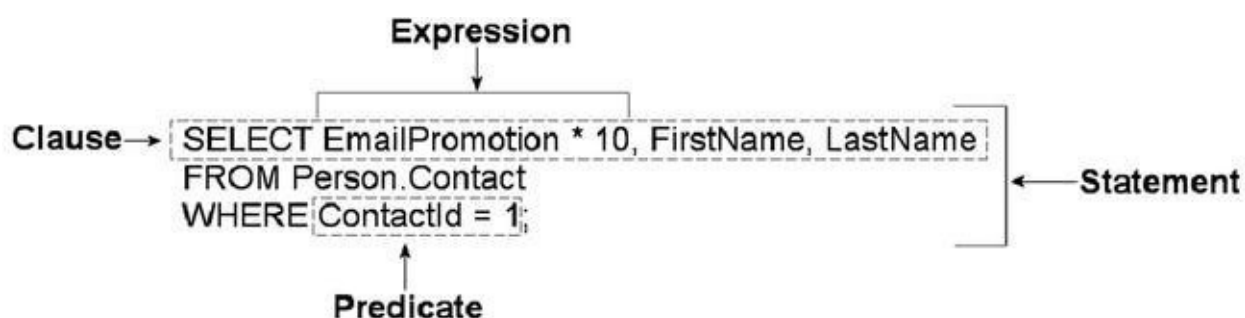 Expression
Clause SELECT EmailPromotion * 10, FirstName, LastName
FROM Person.Contact
Statement
WHERE ContactId = 1;
Predicate